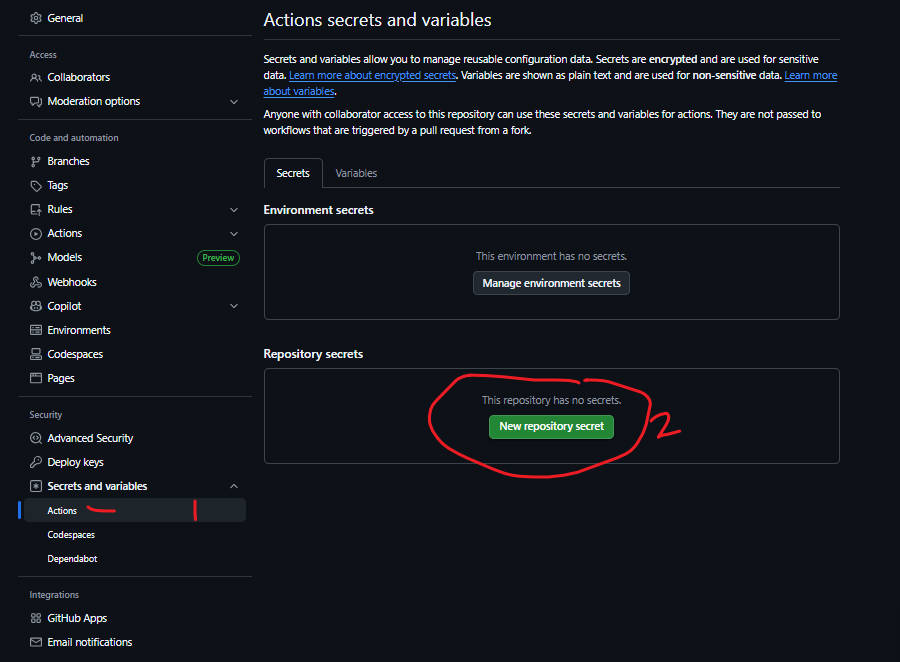 General
Access
Collaborators
Moderation options
Code and automation
Branches
Tags
Rules
Actions
Models Preview
Webhooks
Copilot
Environments
Codespaces
Pages
Security
Advanced Security
Deploy keys
Secrets and variables
Actions 1
Codespaces
Dependabot
Integrations
GitHub Apps
Email notifications
Actions secrets and variables
Secrets and variables allow you to manage reusable configuration data. Secrets are encrypted and are used for sensitive
data. Learn more about encrypted secrets. Variables are shown as plain text and are used for non-sensitive data. Learn more
about variables.
Anyone with collaborator access to this repository can use these secrets and variables for actions. They are not passed to
workflows that are triggered by a pull request from a fork.
Secrets Variables
Environment secrets
This environment has no secrets.
Manage environment secrets
Repository secrets
This repository has no secrets.
New repository secret
2